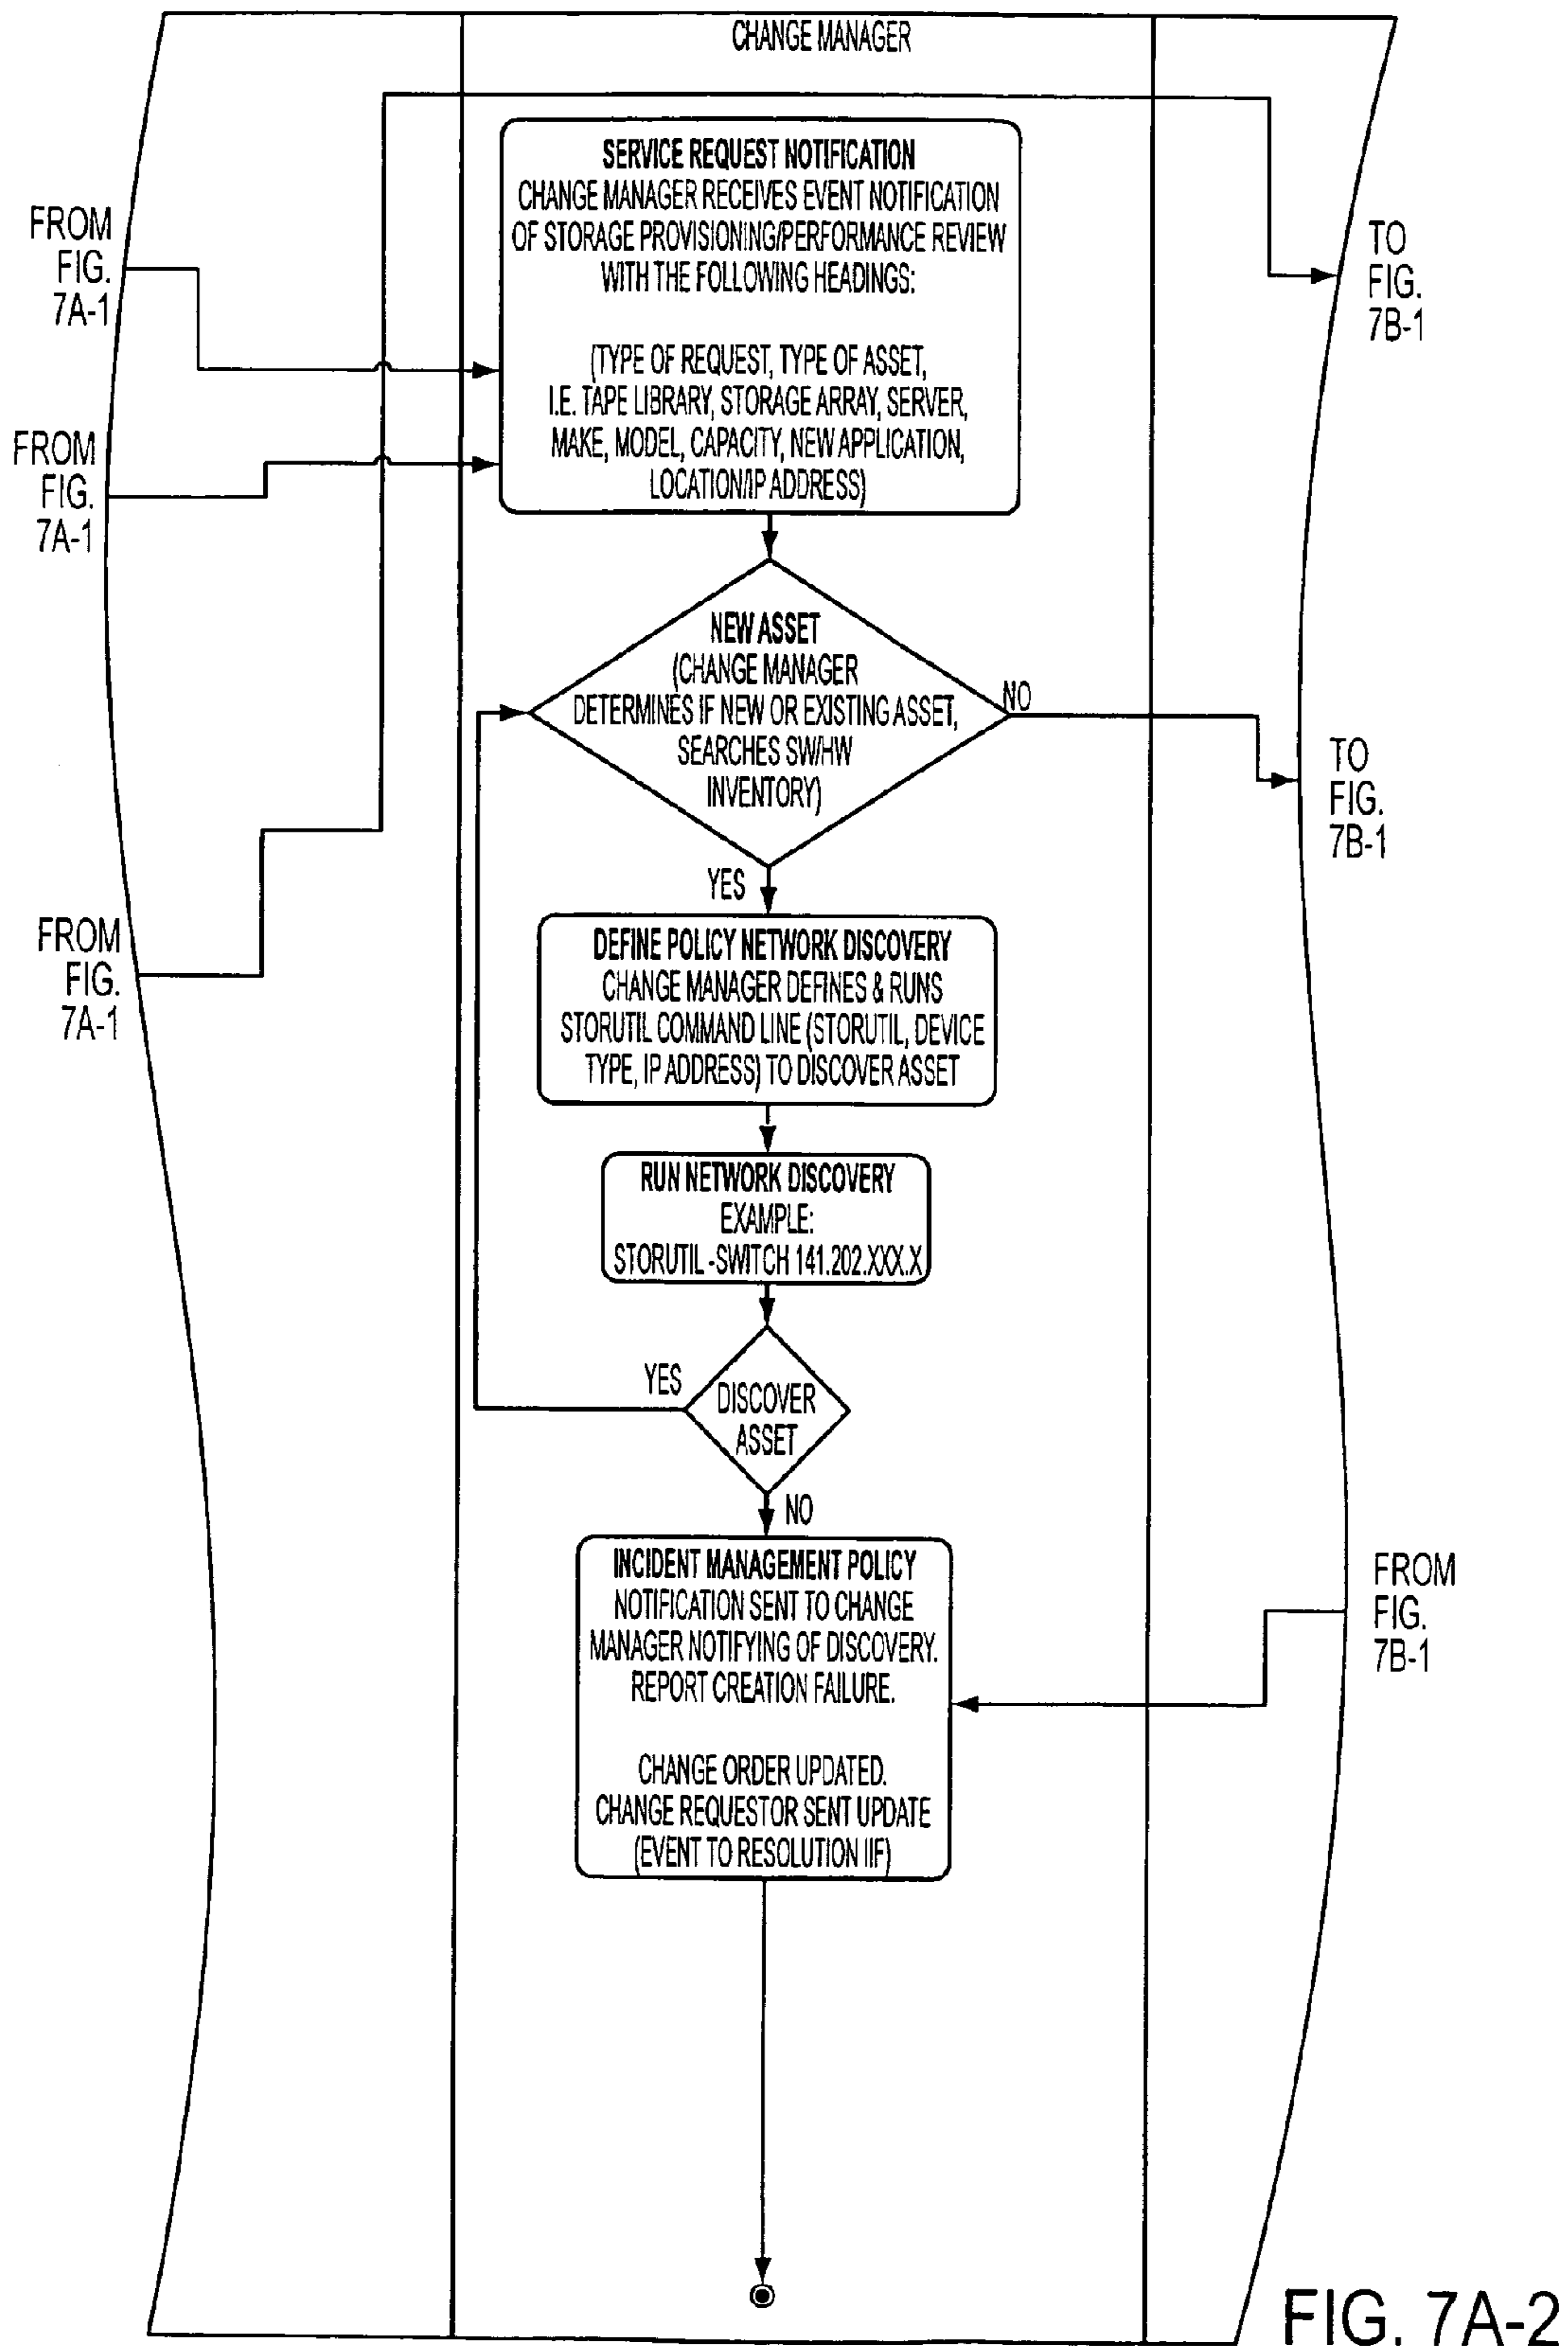 CHANGE MANAGER
FROM
FIG.
7A-1
FROM
FIG.
7A-1
FROM
FIG.
7A-1
SERVICE REQUEST NOTIFICATION
CHANGE MANAGER RECEIVES EVENT NOTIFICATION
OF STORAGE PROVISIONING/PERFORMANCE REVIEW
WITH THE FOLLOWING HEADINGS:
(TYPE OF REQUEST, TYPE OF ASSET,
I.E. TAPE LIBRARY, STORAGE ARRAY, SERVER,
MAKE, MODEL, CAPACITY, NEW APPLICATION,
LOCATION/IP ADDRESS)
TO
FIG.
7B-1
NEW ASSET
(CHANGE MANAGER
DETERMINES IF NEW OR EXISTING ASSET,
SEARCHES SW/HW
INVENTORY)
NO
TO
FIG.
7B-1
YES
DEFINE POLICY NETWORK DISCOVERY
CHANGE MANAGER DEFINES & RUNS
STORUTIL COMMAND LINE (STORUTIL, DEVICE
TYPE, IP ADDRESS) TO DISCOVER ASSET
RUN NETWORK DISCOVERY
EXAMPLE:
STORUTIL -SWITCH 141.202.XXX.X
YES
DISCOVER
ASSET
NO
INCIDENT MANAGEMENT POLICY
NOTIFICATION SENT TO CHANGE
MANAGER NOTIFYING OF DISCOVERY.
REPORT CREATION FAILURE.
CHANGE ORDER UPDATED.
CHANGE REQUESTOR SENT UPDATE
(EVENT TO RESOLUTION IIF)
FROM
FIG.
7B-1
FIG. 7A-2